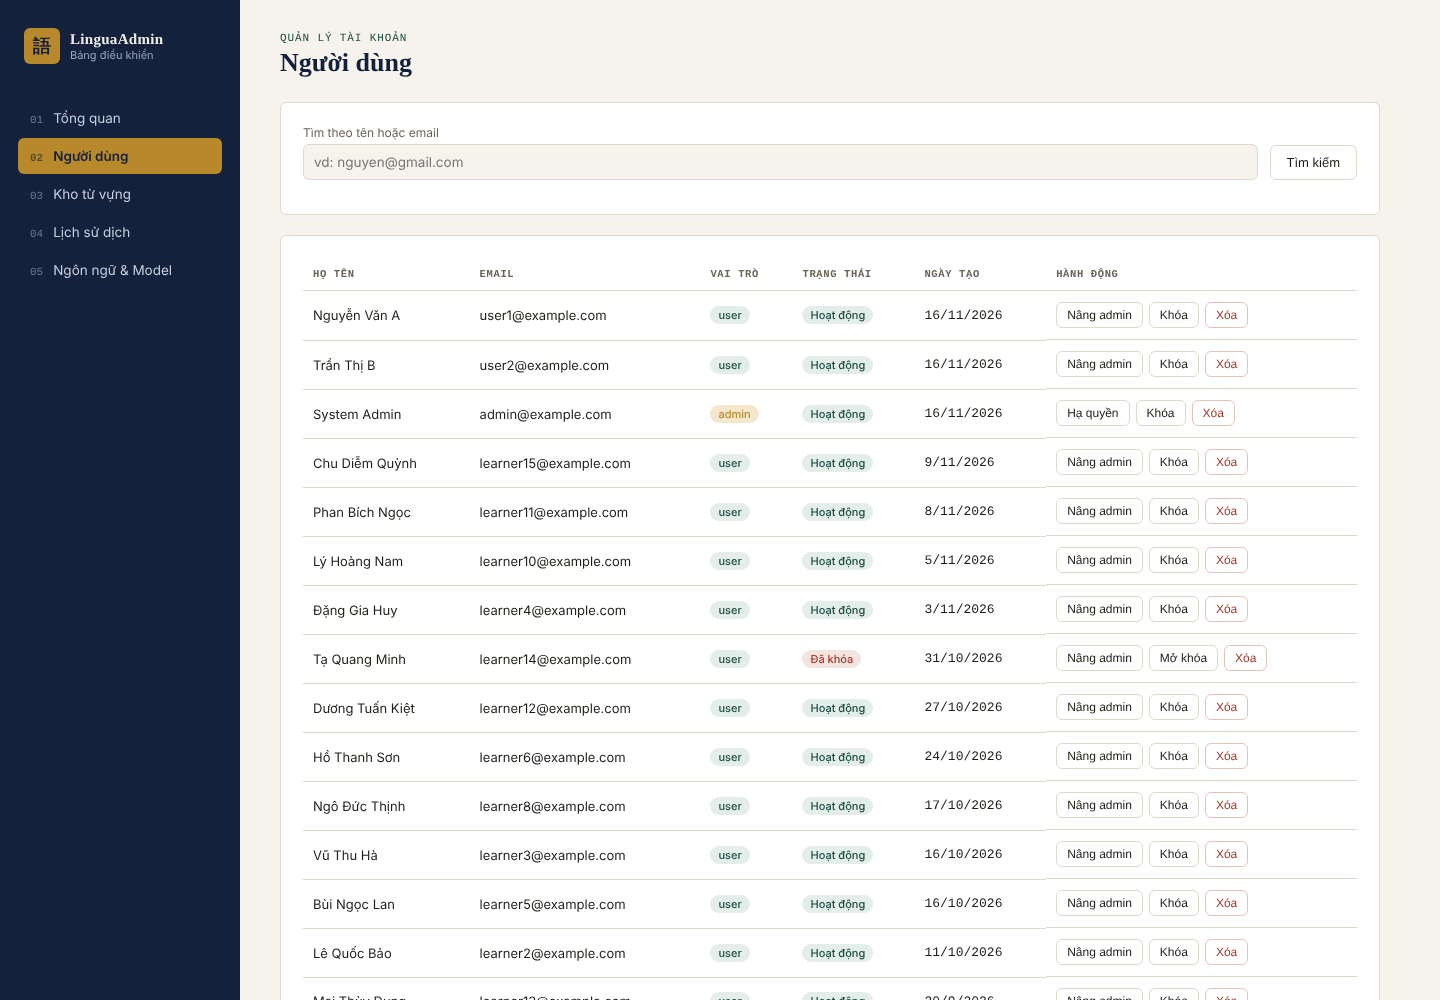 語 LinguaAdmin
Bảng điều khiển
01 Tổng quan
02 Người dùng
03 Kho từ vựng
04 Lịch sử dịch
05 Ngôn ngữ & Model
QUẢN LÝ TÀI KHOẢN
Người dùng
Tìm theo tên hoặc email
vd: nguyen@gmail.com Tìm kiếm
HỌ TÊN EMAIL VAI TRÒ TRẠNG THÁI NGÀY TẠO HÀNH ĐỘNG
Nguyễn Văn A user1@example.com user Hoạt động 16/11/2026 Nâng admin Khóa Xóa
Trần Thị B user2@example.com user Hoạt động 16/11/2026 Nâng admin Khóa Xóa
System Admin admin@example.com admin Hoạt động 16/11/2026 Hạ quyền Khóa Xóa
Chu Diễm Quỳnh learner15@example.com user Hoạt động 9/11/2026 Nâng admin Khóa Xóa
Phan Bích Ngọc learner11@example.com user Hoạt động 8/11/2026 Nâng admin Khóa Xóa
Lý Hoàng Nam learner10@example.com user Hoạt động 5/11/2026 Nâng admin Khóa Xóa
Đặng Gia Huy learner4@example.com user Hoạt động 3/11/2026 Nâng admin Khóa Xóa
Tạ Quang Minh learner14@example.com user Đã khóa 31/10/2026 Nâng admin Mở khóa Xóa
Dương Tuấn Kiệt learner12@example.com user Hoạt động 27/10/2026 Nâng admin Khóa Xóa
Hồ Thanh Sơn learner6@example.com user Hoạt động 24/10/2026 Nâng admin Khóa Xóa
Ngô Đức Thịnh learner8@example.com user Hoạt động 17/10/2026 Nâng admin Khóa Xóa
Vũ Thu Hà learner3@example.com user Hoạt động 16/10/2026 Nâng admin Khóa Xóa
Bùi Ngọc Lan learner5@example.com user Hoạt động 16/10/2026 Nâng admin Khóa Xóa
Lê Quốc Bảo learner2@example.com user Hoạt động 11/10/2026 Nâng admin Khóa Xóa